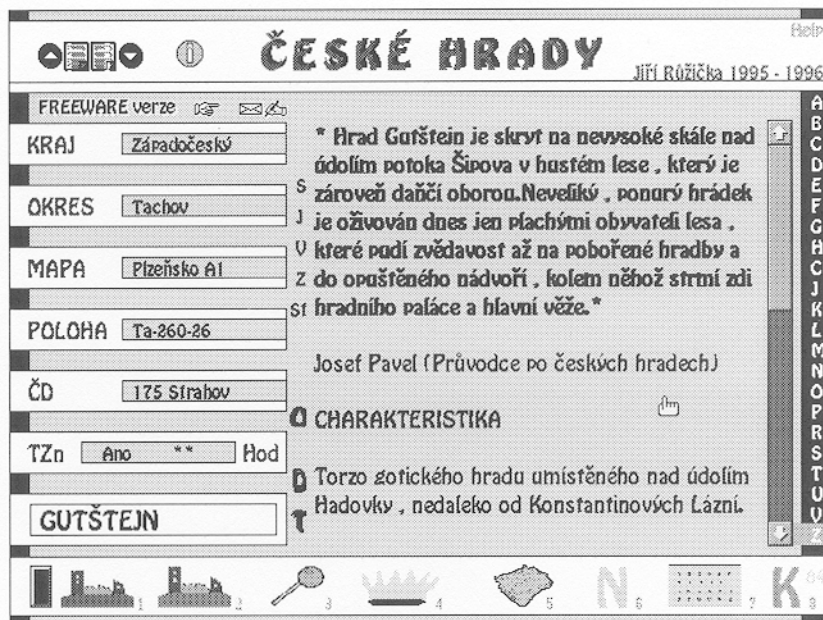 Help
ČESKÉ HRADY
Jiří Růžička 1995 - 1996
FREEWARE verze
KRAJ Západočeský
OKRES Tachov
MAPA Plzeňsko A1
POLOHA Ta-260-26
ČD 175 Strahov
TZn Ano ** Hod
GUTŠTEJN
S
J
V
Z
St
* Hrad Gutštejn je skryt na nevysoké skále nad
údolím potoka Šipova v hustém lese , který je
zároveň daňčí oborou.Neveliký , ponurý hrádek
je oživován dnes jen plachými obyvateli lesa ,
které pudí zvědavost až na pobořené hradby a
do opuštěného nádvoří , kolem něhož strmí zdi
hradního paláce a hlavní věže.*
Josef Pavel (Průvodce po českých hradech)
O CHARAKTERISTIKA
D Torzo gotického hradu umístěného nad údolím
T Hadovky , nedaleko od Konstantinových Lázní.
A
B
C
D
E
F
G
H
C
J
K
L
M
N
O
P
R
S
T
U
V
Z
1
2
3
4
5
N 6
7
K 84
9